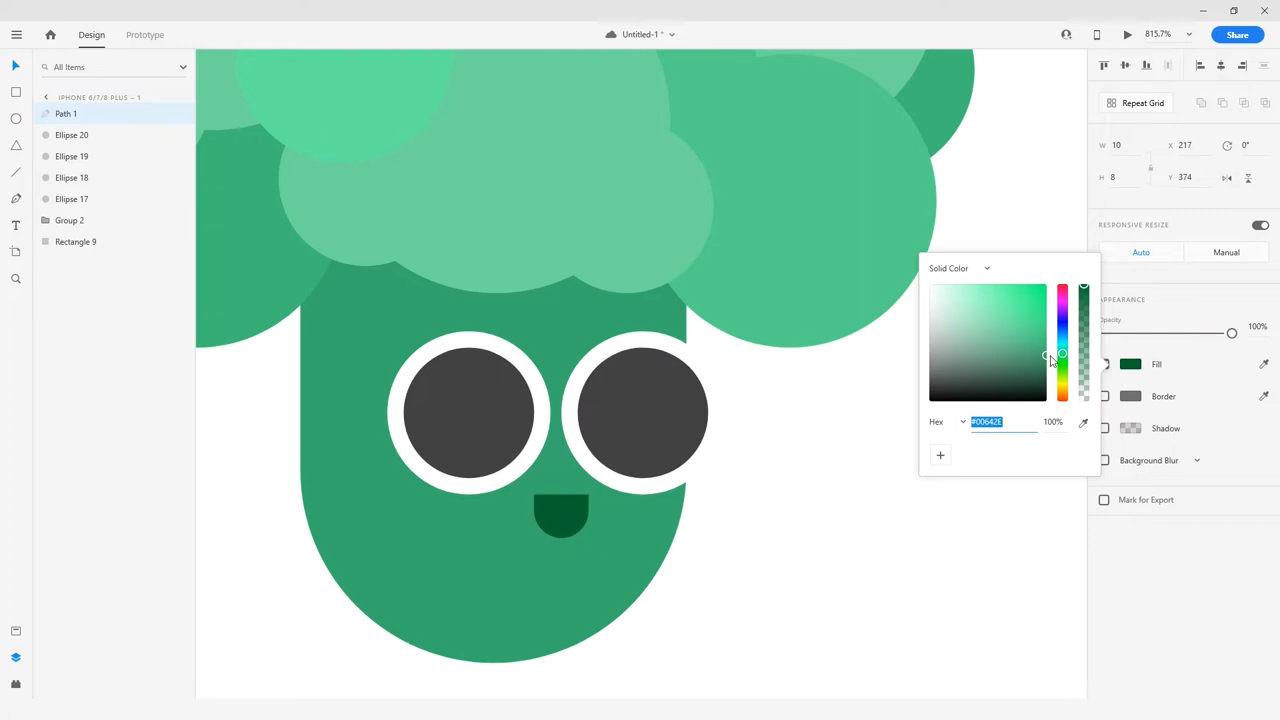 Design
Prototype
Untitled-1 *
815.7%
Share
All Items
IPHONE 6/7/8 PLUS – 1
Path 1
Ellipse 20
Ellipse 19
Ellipse 18
Ellipse 17
Group 2
Rectangle 9
Repeat Grid
W 10 X 217 0°
H 8 Y 374
RESPONSIVE RESIZE
Auto Manual
APPEARANCE
Opacity
100%
Fill
Border
Shadow
Background Blur
Mark for Export
Solid Color
Hex #00642E 100%